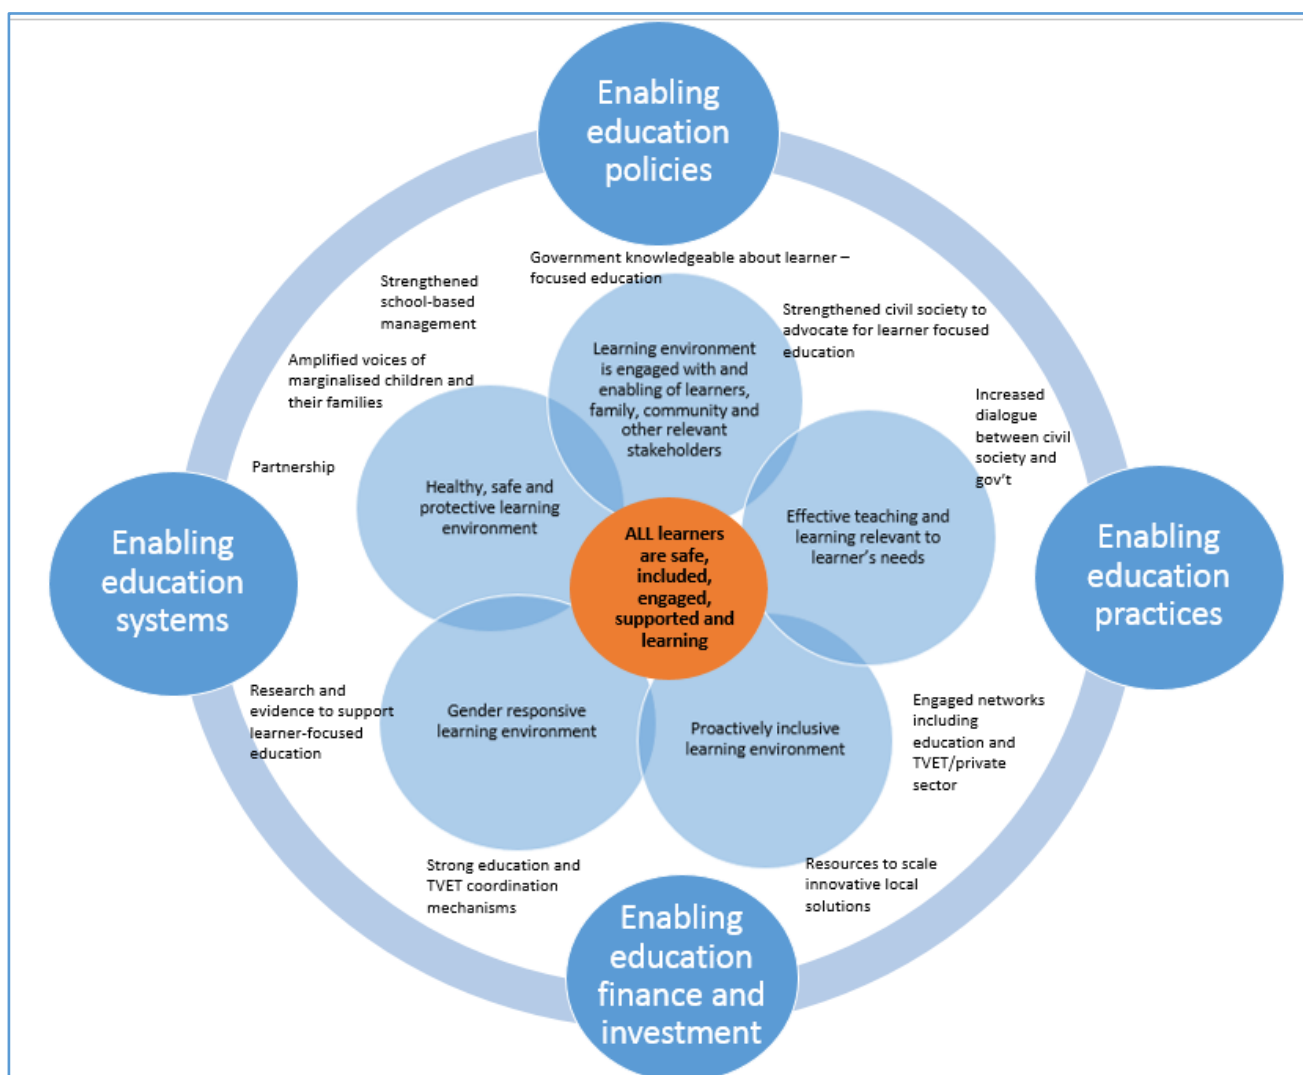 Enabling
education
policies
Government knowledgeable about learner –
focused education
Strengthened
school-based
management
Strengthened civil society to
advocate for learner focused
education
Amplified voices of
marginalised children and
their families
Learning environment
is engaged with and
enabling of learners,
family, community and
other relevant
stakeholders
Increased
dialogue
between civil
society and
gov't
Partnership
Healthy, safe and
protective learning
environment
Effective teaching and
learning relevant to
learner's needs
Enabling
education
systems
ALL learners
are safe,
included,
engaged,
supported and
learning
Enabling
education
practices
Research and
evidence to support
learner-focused
education
Gender responsive
learning environment
Proactively inclusive
learning environment
Engaged networks
including
education and
TVET/private
sector
Strong education and
TVET coordination
mechanisms
Resources to scale
innovative local
solutions
Enabling
education
finance and
investment